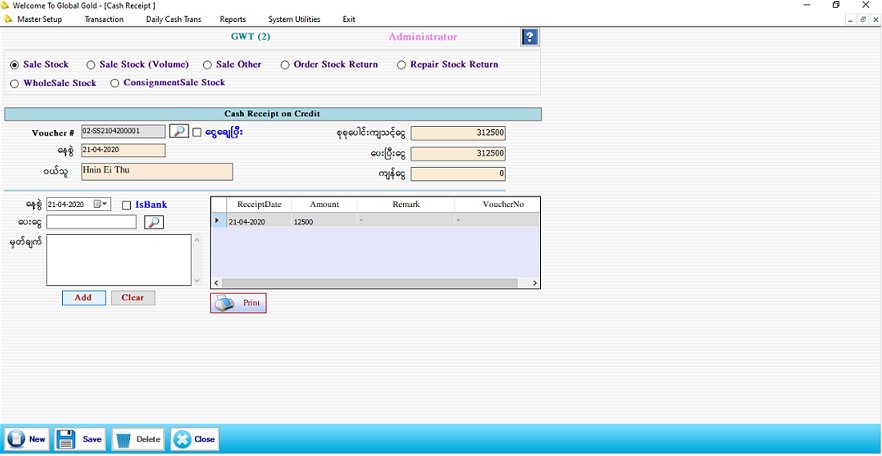 Welcome To Global Gold - [Cash Receipt ]
Master Setup Transaction Daily Cash Trans Reports System Utilities Exit
GWT (2) Administrator ?
Sale Stock Sale Stock (Volume) Sale Other Order Stock Return Repair Stock Return
WholeSale Stock ConsignmentSale Stock
Cash Receipt on Credit
Voucher # 02-SS2104200001 ငွေချေပြီး စုစုပေါင်းကျသင့်ငွေ 312500
နေ့စွဲ 21-04-2020 ပေးပြီးငွေ 312500
ဝယ်သူ Hnin Ei Thu ကျန်ငွေ 0
နေ့စွဲ 21-04-2020 IsBank ReceiptDate Amount Remark VoucherNo
ပေးငွေ 21-04-2020 12500 - -
မှတ်ချက်
Add Clear Print
New Save Delete Close